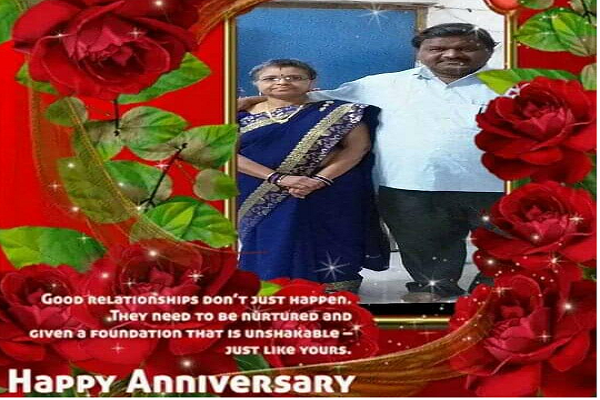 Good relationships don't just happen.
They need to be nurtured and
given a foundation that is unshakable –
just like yours.
Happy Anniversary